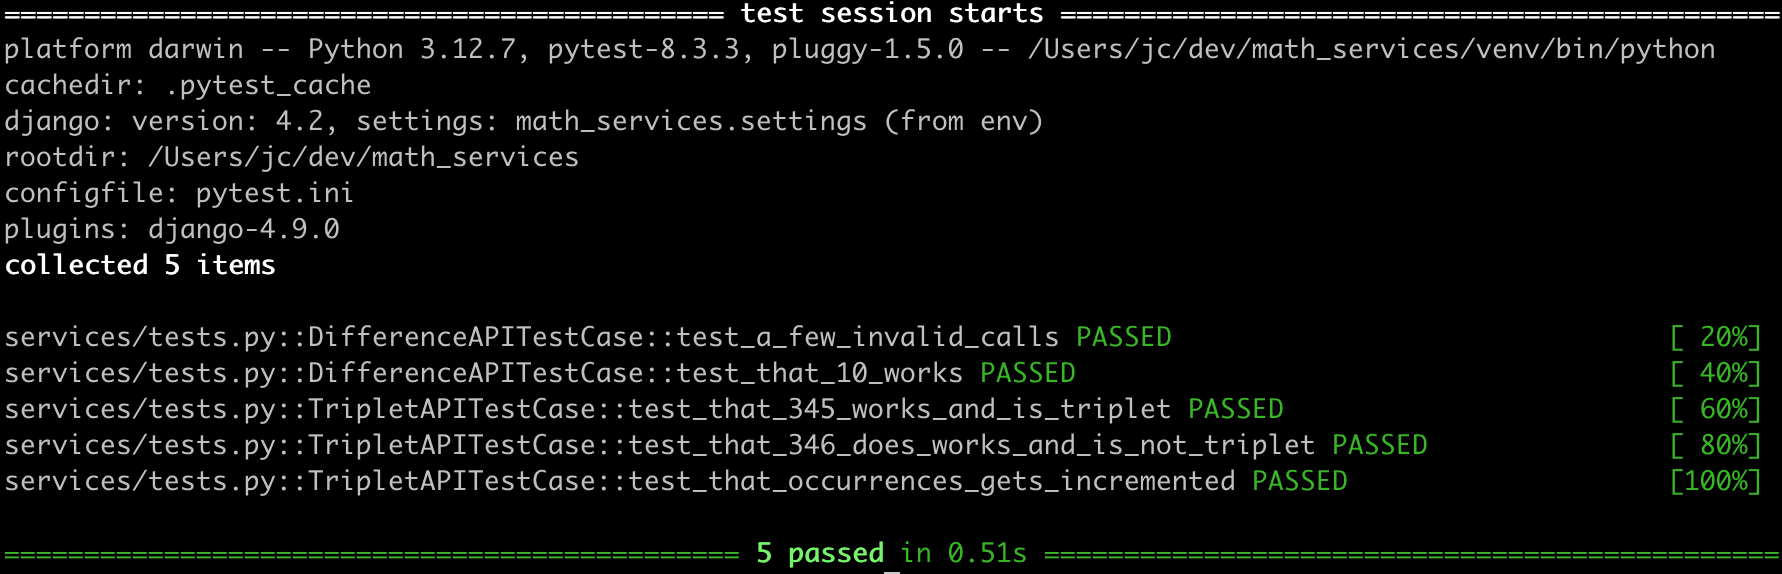 ============================================= test session starts =============================================
platform darwin -- Python 3.12.7, pytest-8.3.3, pluggy-1.5.0 -- /Users/jc/dev/math_services/venv/bin/python
cachedir: .pytest_cache
django: version: 4.2, settings: math_services.settings (from env)
rootdir: /Users/jc/dev/math_services
configfile: pytest.ini
plugins: django-4.9.0
collected 5 items
services/tests.py::DifferenceAPITestCase::test_a_few_invalid_calls PASSED [ 20%]
services/tests.py::DifferenceAPITestCase::test_that_10_works PASSED [ 40%]
services/tests.py::TripletAPITestCase::test_that_345_works_and_is_triplet PASSED [ 60%]
services/tests.py::TripletAPITestCase::test_that_346_does_works_and_is_not_triplet PASSED [ 80%]
services/tests.py::TripletAPITestCase::test_that_occurrences_gets_incremented PASSED [100%]
============================================== 5 passed in 0.51s ==============================================